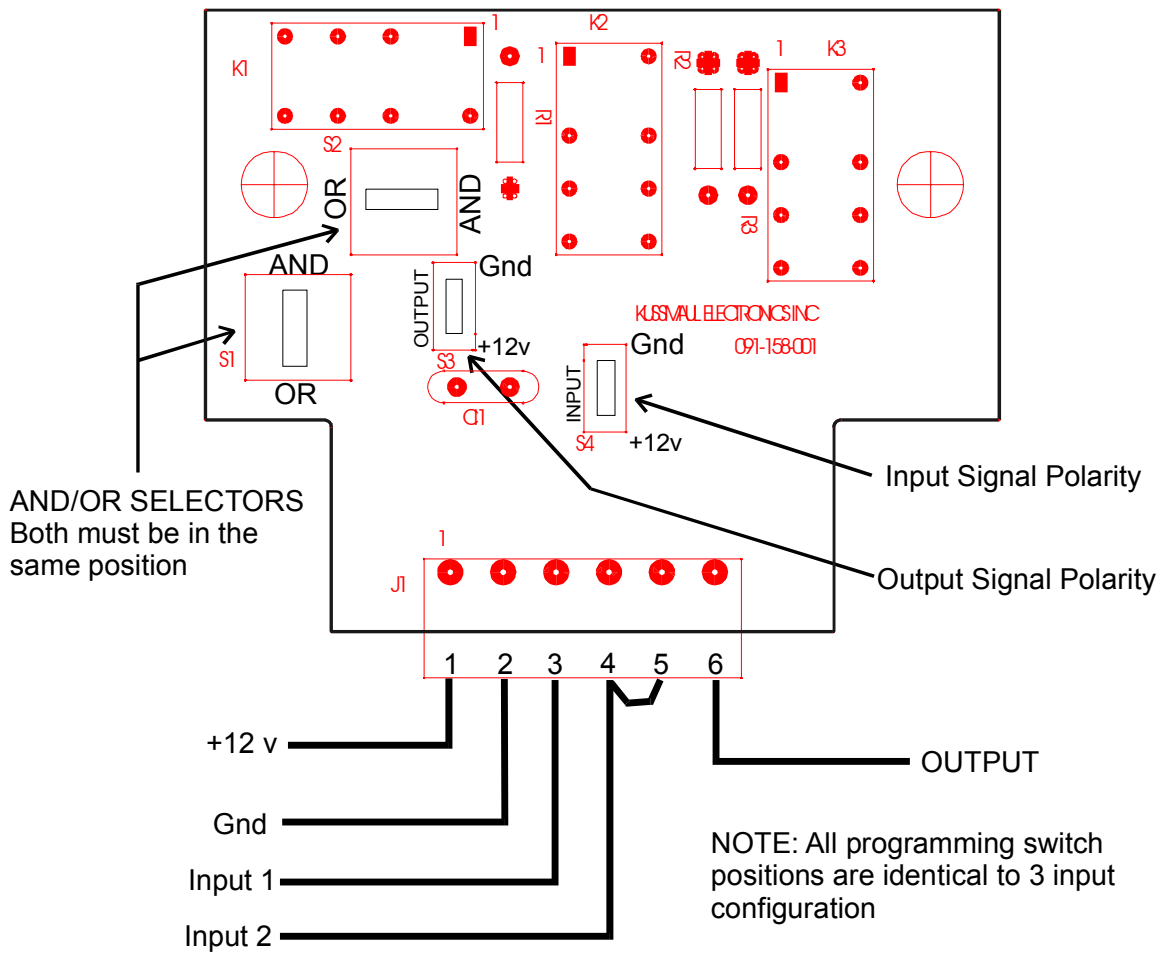 1
K2
1
K3
K1
1
R2
R1
S2
OR
AND
R3
AND
OUTPUT
Gnd
KUSSMAUL ELECTRONICS INC
091-158-001
S1
S3
+12v
Gnd
INPUT
OR
S4
+12v
Input Signal Polarity
AND/OR SELECTORS
Both must be in the
same position
1
J1
Output Signal Polarity
1 2 3 4 5 6
+12 v
OUTPUT
Gnd
NOTE: All programming switch
positions are identical to 3 input
configuration
Input 1
Input 2